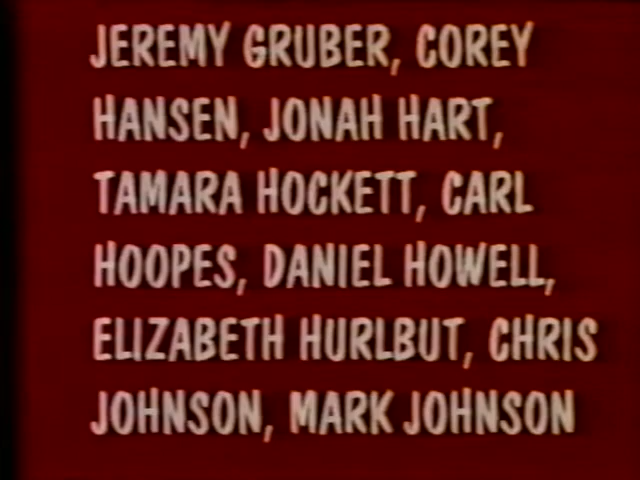 JEREMY GRUBER, COREY
HANSEN, JONAH HART,
TAMARA HOCKETT, CARL
HOOPES, DANIEL HOWELL,
ELIZABETH HURLBUT, CHRIS
JOHNSON, MARK JOHNSON